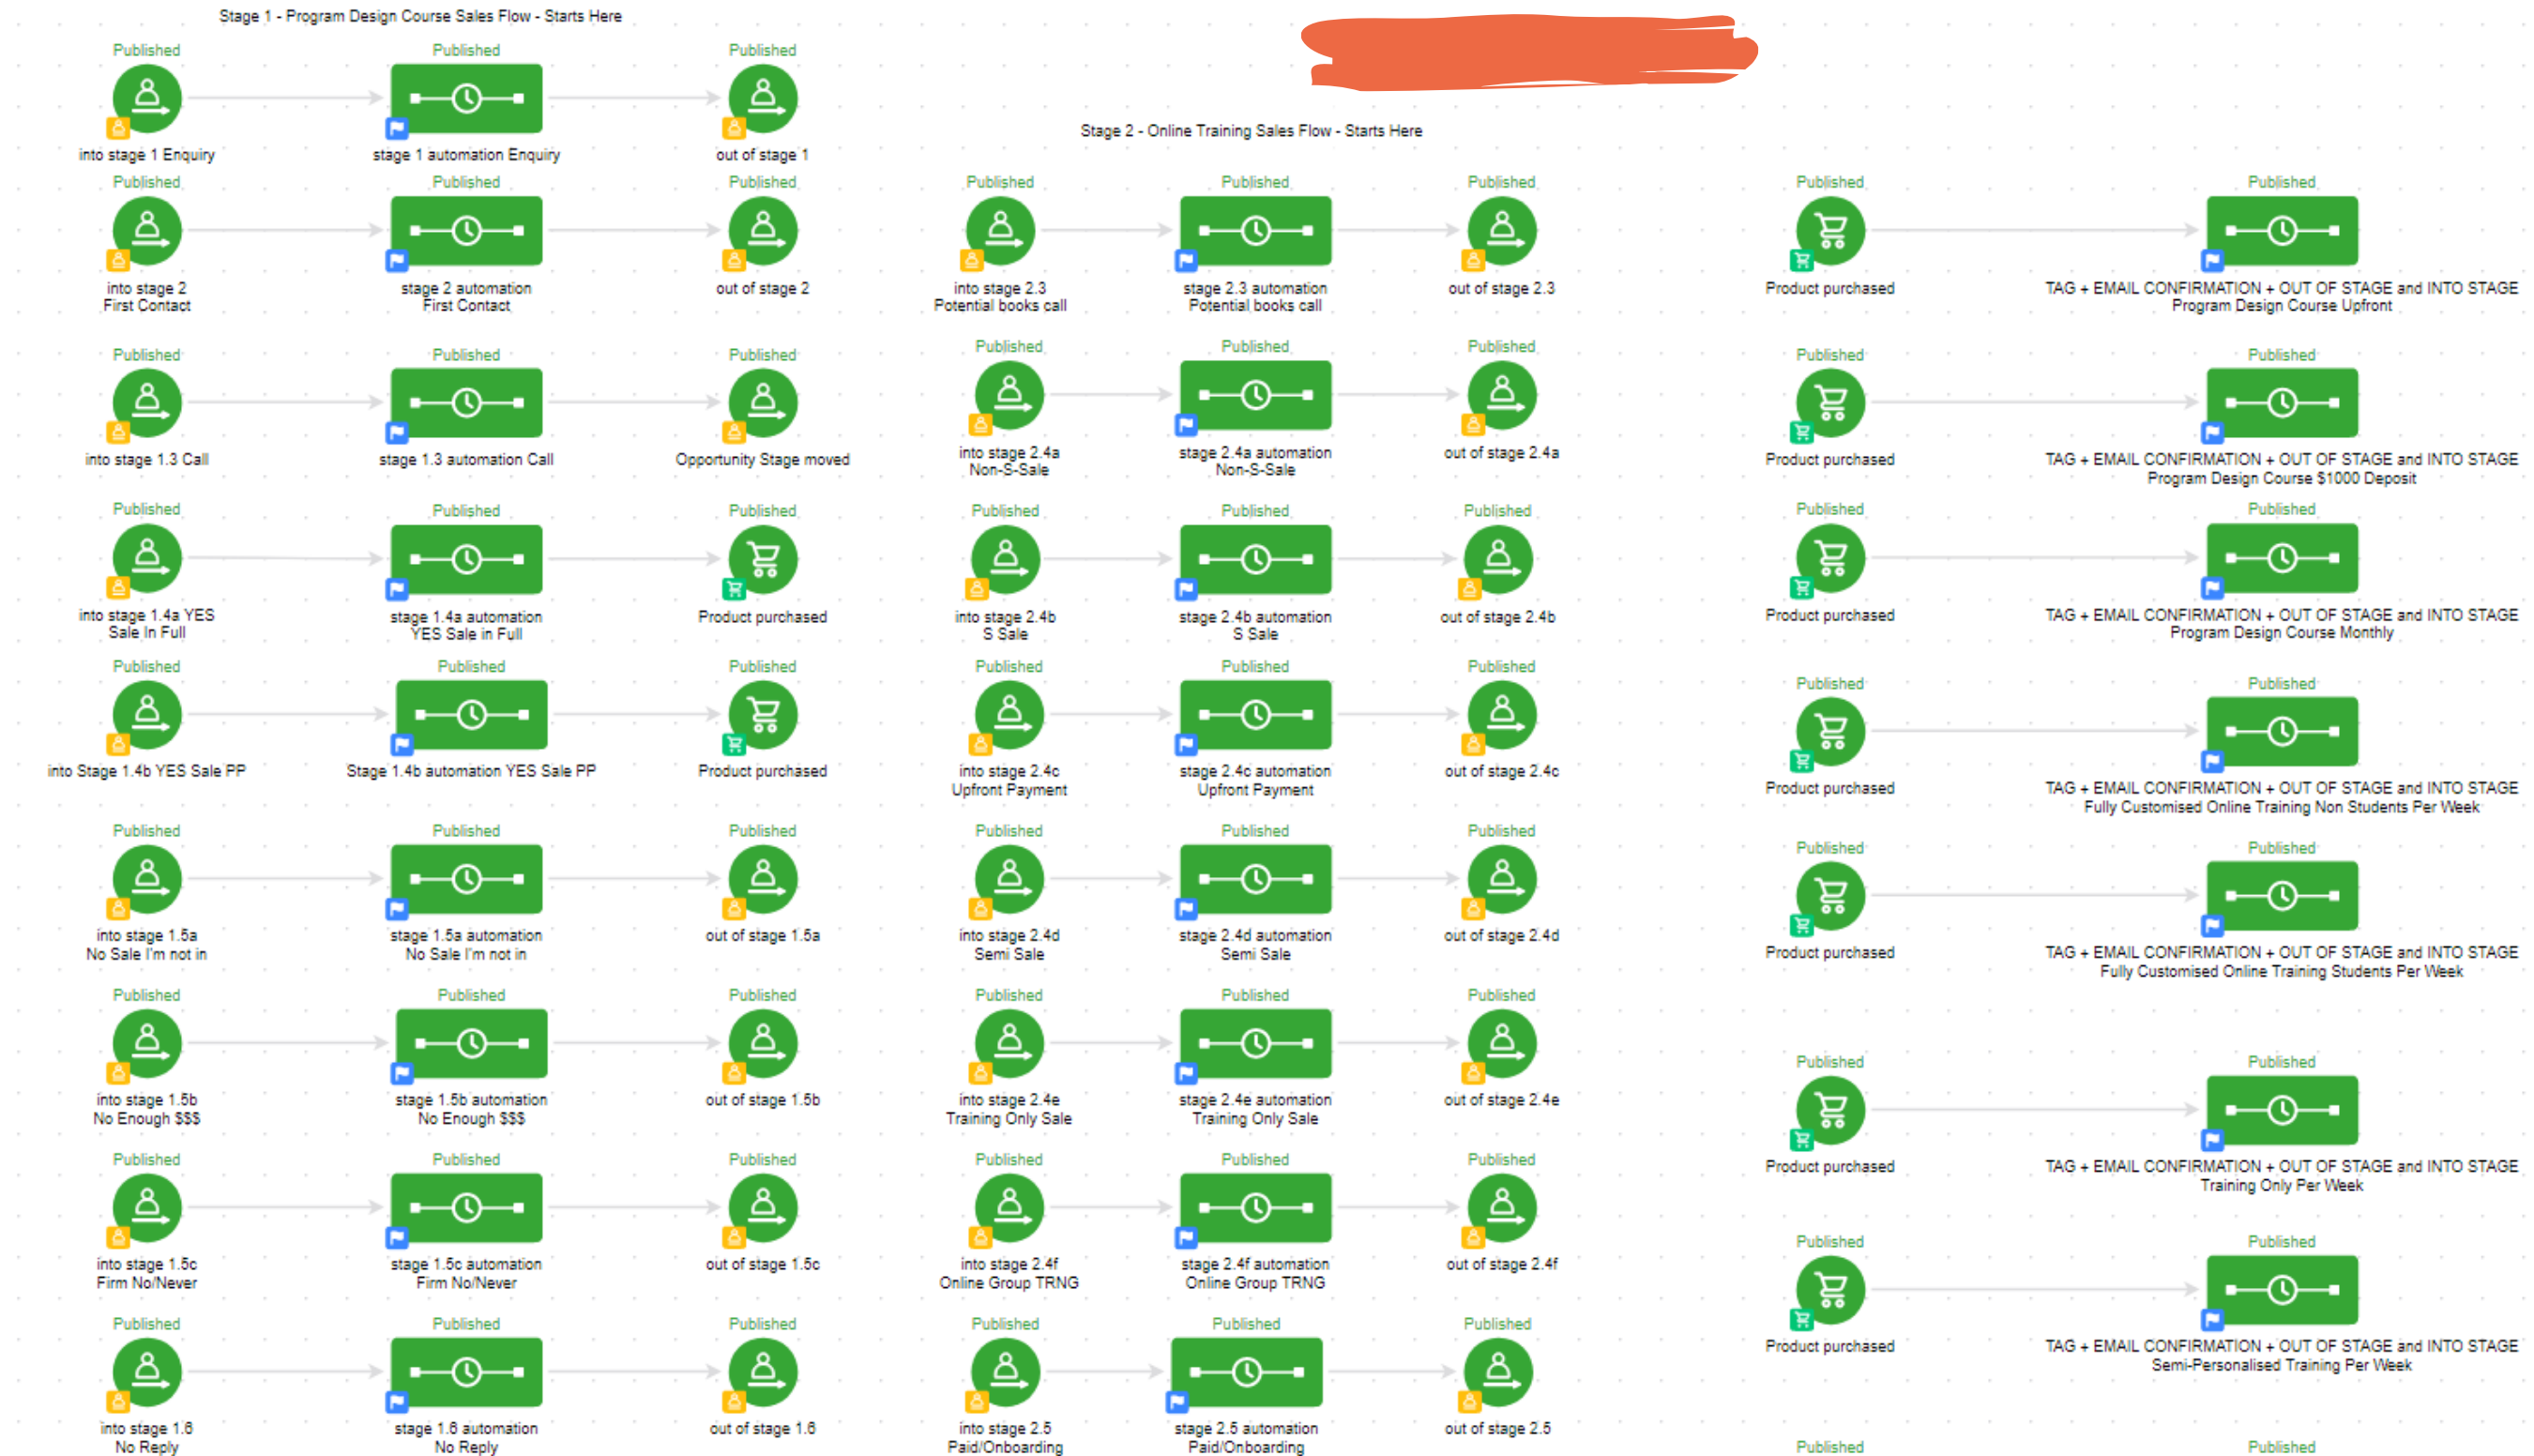 Stage 1 - Program Design Course Sales Flow - Starts Here
Published
Published
Published
into stage 1 Enquiry
stage 1 automation Enquiry
out of stage 1
Published
Published
Published
into stage 2
First Contact
stage 2 automation
First Contact
out of stage 2
Published
Published
Published
into stage 1.3 Call
stage 1.3 automation Call
Opportunity Stage moved
Published
Published
Published
into stage 1.4a YES
Sale In Full
stage 1.4a automation
YES Sale in Full
Product purchased
Published
Published
Published
into Stage 1.4b YES Sale PP
Stage 1.4b automation YES Sale PP
Product purchased
Published
Published
Published
into stage 1.5a
No Sale I'm not in
stage 1.5a automation
No Sale I'm not in
out of stage 1.5a
Published
Published
Published
into stage 1.5b
No Enough $$$
stage 1.5b automation
No Enough $$$
out of stage 1.5b
Published
Published
Published
into stage 1.5c
Firm No/Never
stage 1.5c automation
Firm No/Never
out of stage 1.5c
Published
Published
Published
into stage 1.6
No Reply
stage 1.6 automation
No Reply
out of stage 1.6
Stage 2 - Online Training Sales Flow - Starts Here
Published
Published
Published
into stage 2.3
Potential books call
stage 2.3 automation
Potential books call
out of stage 2.3
Published
Published
Published
into stage 2.4a
Non-S-Sale
stage 2.4a automation
Non-S-Sale
out of stage 2.4a
Published
Published
Published
into stage 2.4b
S Sale
stage 2.4b automation
S Sale
out of stage 2.4b
Published
Published
Published
into stage 2.4c
Upfront Payment
stage 2.4c automation
Upfront Payment
out of stage 2.4c
Published
Published
Published
into stage 2.4d
Semi Sale
stage 2.4d automation
Semi Sale
out of stage 2.4d
Published
Published
Published
into stage 2.4e
Training Only Sale
stage 2.4e automation
Training Only Sale
out of stage 2.4e
Published
Published
Published
into stage 2.4f
Online Group TRNG
stage 2.4f automation
Online Group TRNG
out of stage 2.4f
Published
Published
Published
into stage 2.5
Paid/Onboarding
stage 2.5 automation
Paid/Onboarding
out of stage 2.5
Published
Published
Product purchased
TAG + EMAIL CONFIRMATION + OUT OF STAGE and INTO STAGE
Program Design Course Upfront
Published
Published
Product purchased
TAG + EMAIL CONFIRMATION + OUT OF STAGE and INTO STAGE
Program Design Course $1000 Deposit
Published
Published
Product purchased
TAG + EMAIL CONFIRMATION + OUT OF STAGE and INTO STAGE
Program Design Course Monthly
Published
Published
Product purchased
TAG + EMAIL CONFIRMATION + OUT OF STAGE and INTO STAGE
Fully Customised Online Training Non Students Per Week
Published
Published
Product purchased
TAG + EMAIL CONFIRMATION + OUT OF STAGE and INTO STAGE
Fully Customised Online Training Students Per Week
Published
Published
Product purchased
TAG + EMAIL CONFIRMATION + OUT OF STAGE and INTO STAGE
Training Only Per Week
Published
Published
Product purchased
TAG + EMAIL CONFIRMATION + OUT OF STAGE and INTO STAGE
Semi-Personalised Training Per Week
Published
Published